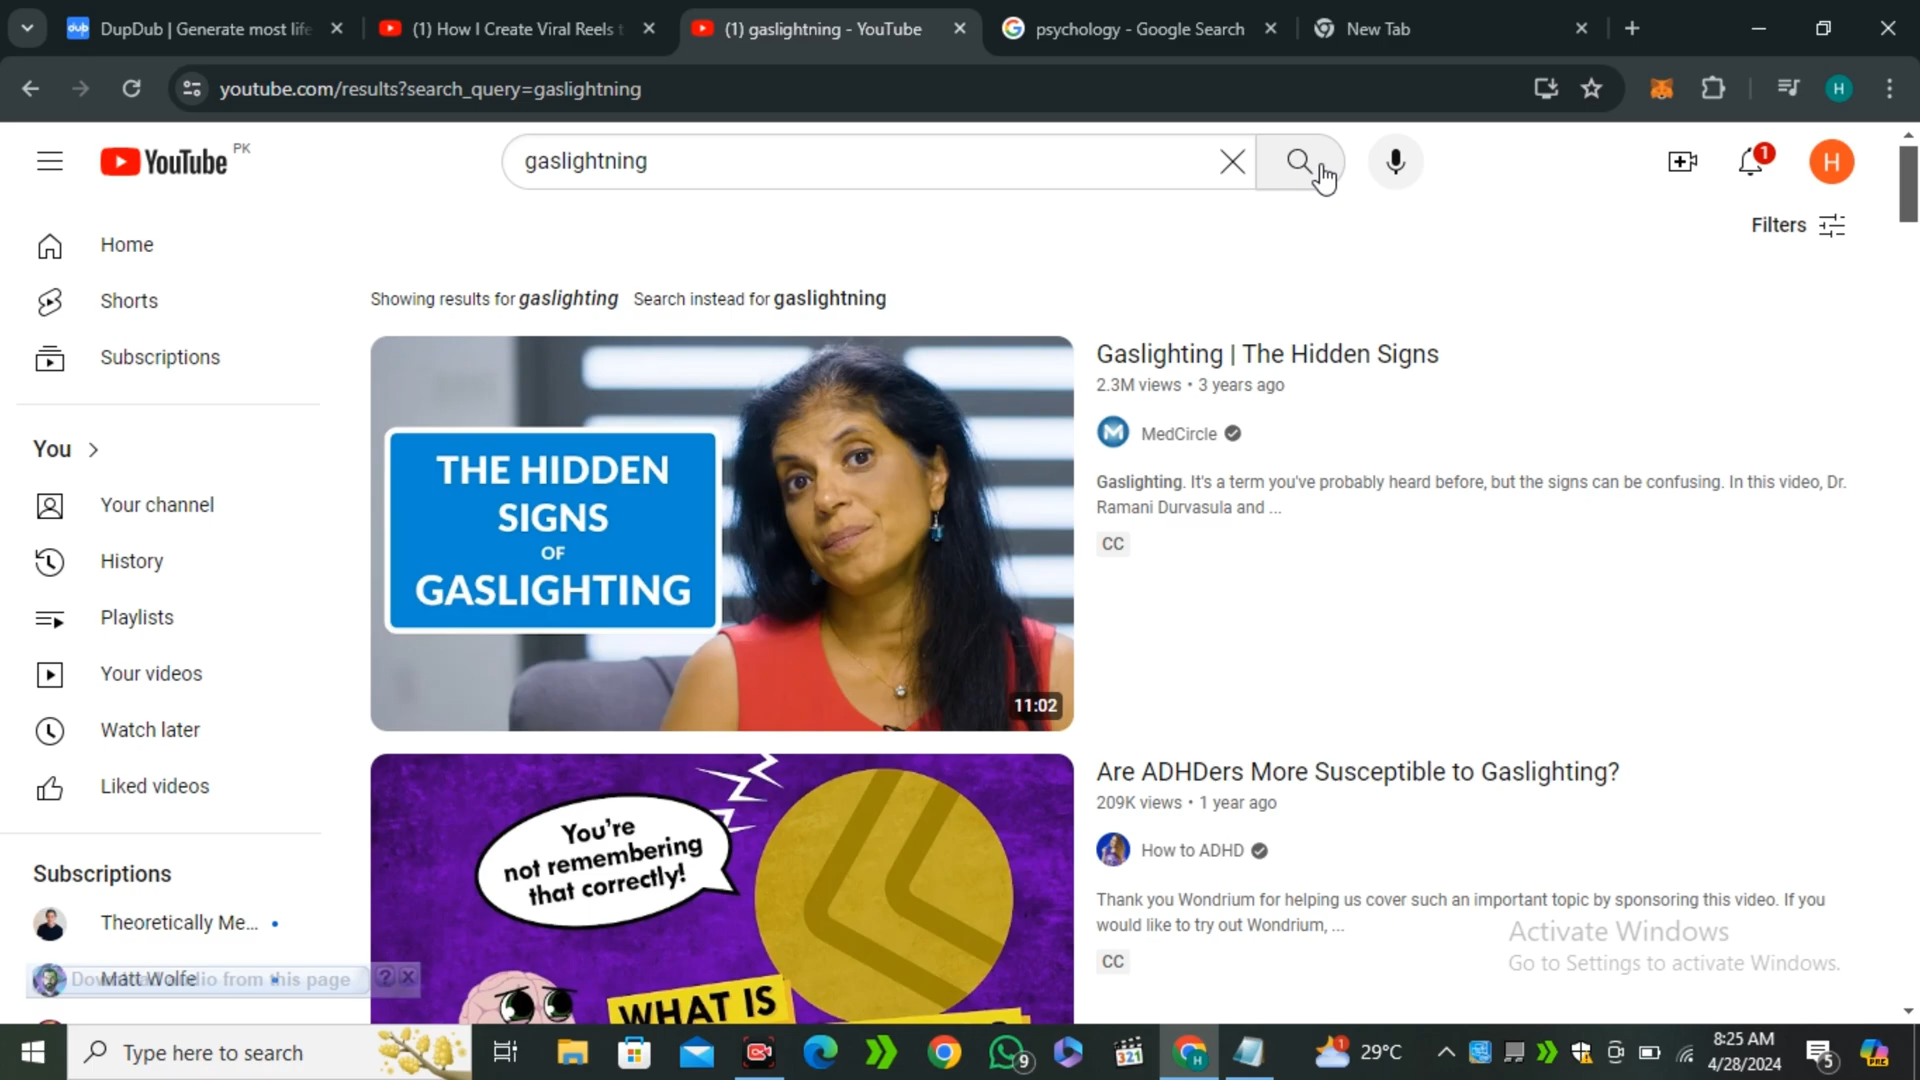 dub DupDub | Generate most life
(1) How I Create Viral Reels t
(1) gaslightning - YouTube
psychology - Google Search
New Tab
youtube.com/results?search_query=gaslightning
H
YouTube PK
gaslightning
1
H
Filters
Home
Shorts
Subscriptions
You
Your channel
History
Playlists
Your videos
Watch later
Liked videos
Subscriptions
Theoretically Me...
Matt Wolfe
Showing results for gaslighting Search instead for gaslightning
THE HIDDEN
SIGNS
OF
GASLIGHTING
11:02
Gaslighting | The Hidden Signs
2.3M views • 3 years ago
M MedCircle
Gaslighting. It's a term you've probably heard before, but the signs can be confusing. In this video, Dr.
Ramani Durvasula and ...
CC
You're
not remembering
that correctly!
WHAT IS
Are ADHDers More Susceptible to Gaslighting?
209K views • 1 year ago
How to ADHD
Thank you Wondrium for helping us cover such an important topic by sponsoring this video. If you
would like to try out Wondrium, ...
CC
Activate Windows
Go to Settings to activate Windows.
Type here to search
9
321
H
1
29°C
8:25 AM
4/28/2024
5
PRE